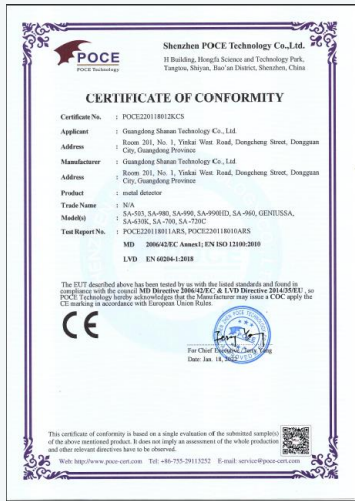 POCE
POCE Technology
Shenzhen POCE Technology Co.,Ltd.
H Building, Hongfa Science and Technology Park,
Tangtou, Shiyan, Bao'an District, Shenzhen, China
CERTIFICATE OF CONFORMITY
Certificate No. : POCE220118012KCS
Applicant : Guangdong Shanan Technology Co., Ltd.
Address : Room 201, No. 1, Yinkai West Road, Dongcheng Street, Dongguan
City, Guangdong Province
Manufacturer : Guangdong Shanan Technology Co., Ltd.
Address : Room 201, No. 1, Yinkai West Road, Dongcheng Street, Dongguan
City, Guangdong Province
Product : metal detector
Trade Name : N/A
Model(s) : SA-503, SA-980, SA-990, SA-990HD, SA-960, GENIUSSA,
SA-630K, SA-700, SA-720C
Test Report No. : POCE220118011ARS, POCE220118010ARS
MD 2006/42/EC Annex1; EN ISO 12100:2010
LVD EN 60204-1:2018
The EUT described above has been tested by us with the listed standards and found in
compliance with the council MD Directive 2006/42/EC & LVD Directive 2014/35/EU , so
POCE Technology hereby acknowledges that the Manufacturer may issue a COC apply the
CE marking in accordance with European Union Rules.
CE
For Chief Executive : Jerry Yang
Date: Jan. 18, 2022
This certificate of conformity is based on a single evaluation of the submitted sample(s)
of the above mentioned product. It does not imply an assessment of the whole production
and other relevant directives have to be observed.
Web: http://www.poce-cert.com Tel: +86-755-29113252 E-mail: service@poce-cert.com